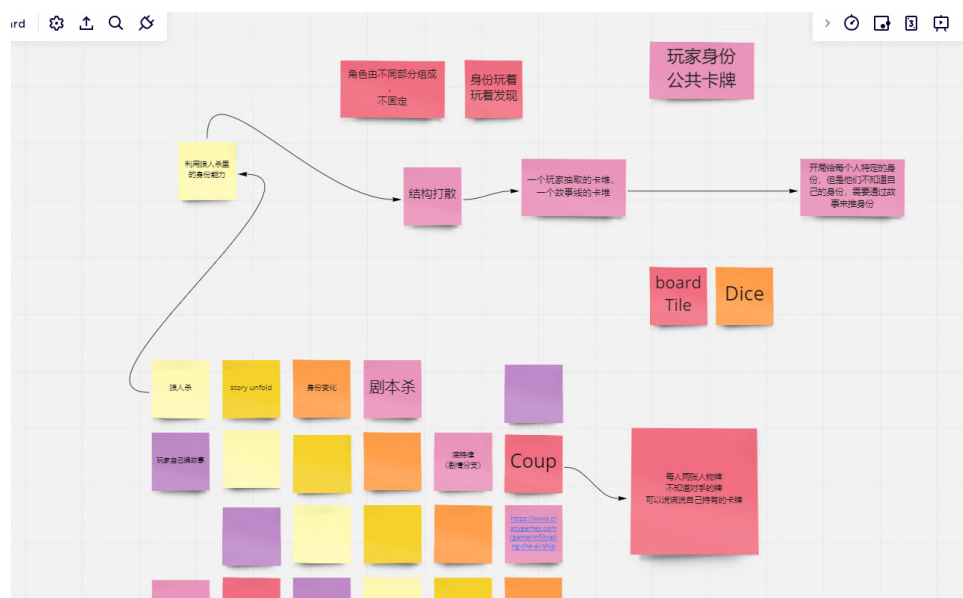 ard
3
角色由不同部分组成
，
不固定
身份玩着
玩着发现
玩家身份
公共卡牌
利用狼人杀里
的身份能力
结构打散
一个玩家抽取的卡堆，
一个故事线的卡堆
开局给每个人特定的身
份，但是他们不知道自
己的身份，需要通过故
事来推身份
board
Tile
Dice
狼人杀
story unfold
身份变化
剧本杀
玩家自己编故事
底特律
（剧情分支）
Coup
每人两张人物牌
不知道对手的牌
可以说谎说自己持有的卡牌
https://www.cr
azygames.com
/game/infiltrati
ng-the-airship